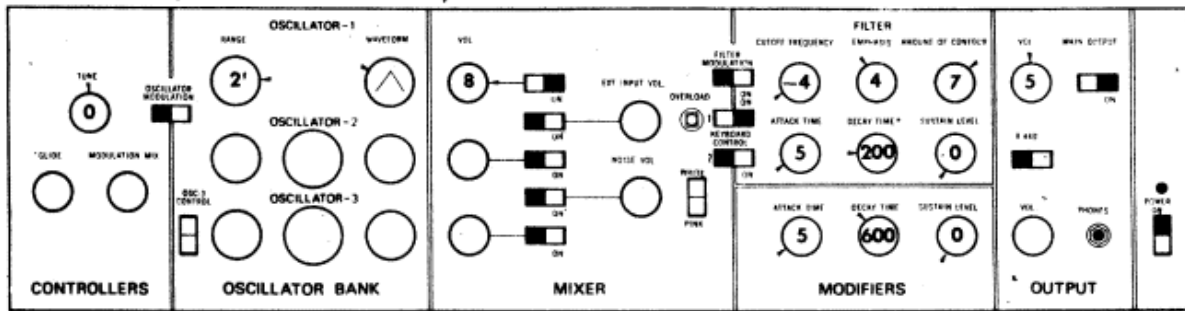 TUNE
0
OSCILLATOR MODULATION
GLIDE
MODULATION MIX
CONTROLLERS
OSCILLATOR-1
RANGE
WAVEFORM
2'
OSCILLATOR-2
OSCILLATOR-3
OSC. 3 CONTROL
OSCILLATOR BANK
VOL
8
ON
EXT INPUT VOL.
OVERLOAD
ON
NOISE VOL
ON
WHITE
ON
PINK
ON
MIXER
FILTER
CUTOFF FREQUENCY
EMPHASIS
AMOUNT OF CONTOUR
FILTER MODULATION
ON
-4
4
7
ON
1
KEYBOARD CONTROL
2
ON
ATTACK TIME
DECAY TIME
SUSTAIN LEVEL
5
200
0
ATTACK TIME
DECAY TIME
SUSTAIN LEVEL
5
600
0
MODIFIERS
VOL
MAIN OUTPUT
5
ON
VOL
PHONES
OUTPUT
POWER
ON